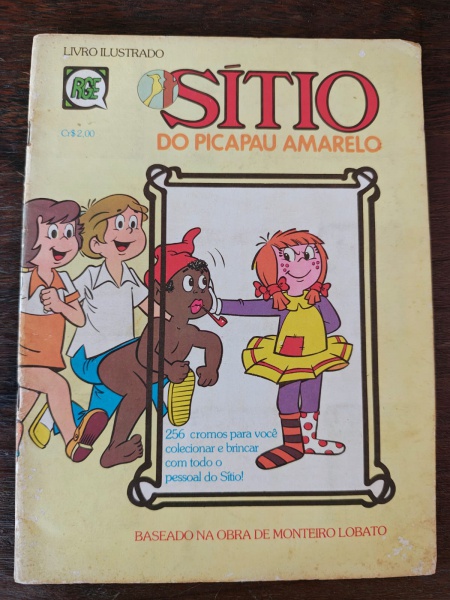 LIVRO ILUSTRADO
RGE
Cr$2,00
SÍTIO
DO PICAPAU AMARELO
256 cromos para você
colecionar e brincar
com todo o
pessoal do Sítio!
BASEADO NA OBRA DE MONTEIRO LOBATO